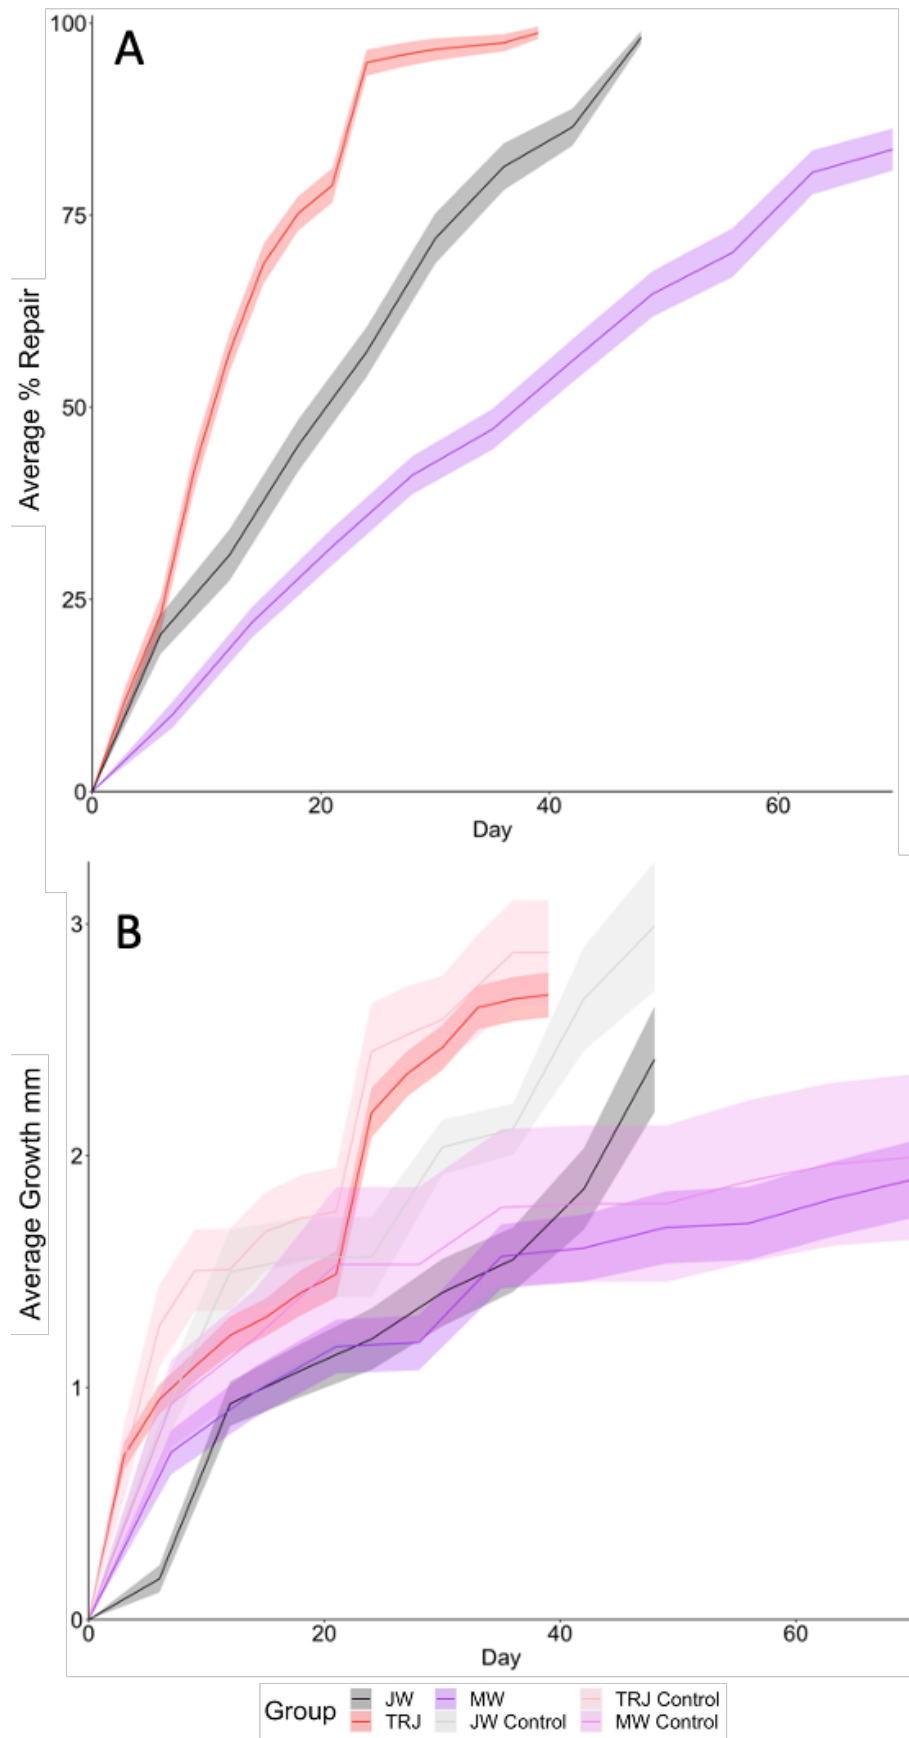 A
100
75
50
25
0
Average % Repair
0 20 40 60
Day
B
3
2
1
0
Average Growth mm
0 20 40 60
Day
Group JW MW TRJ Control
TRJ JW Control MW Control